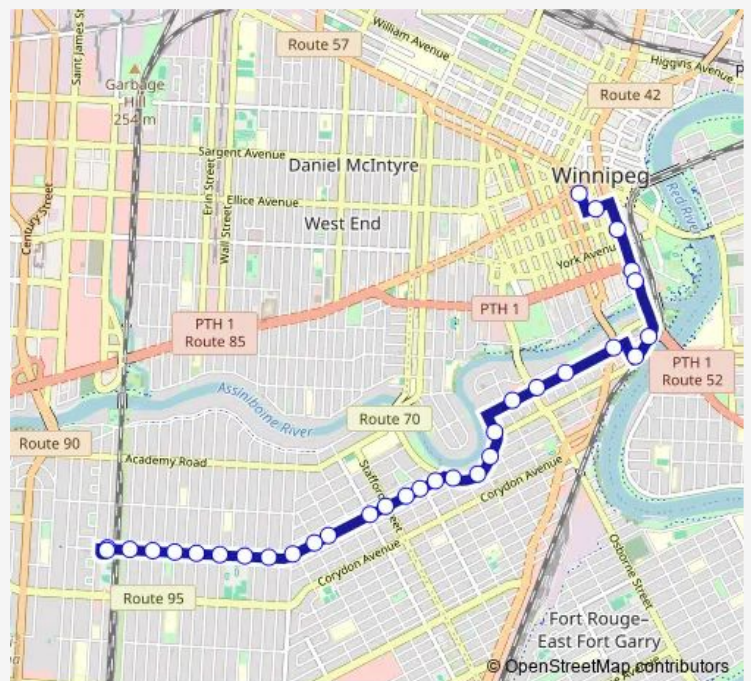 William Avenue
Route 57
Saint James St
Higgins Avenue
P
Garbage
Hill
254 m
Route 42
Sargent Avenue
Daniel McIntyre
Winnipeg
Erin Street
Red River
Ellice Avenue
Century Street
Wall Street
West End
York Avenu
PTH 1
PTH 1
Route 85
PTH 1
Route 52
Assiniboine River
Route 70
Route 90
Academy Road
Stafford
reet
Corydon Avenue
Corydon Avenue
Osborne Street
Route 95
Fort Rouge–
East Fort Garry
© OpenStreetMap contributors